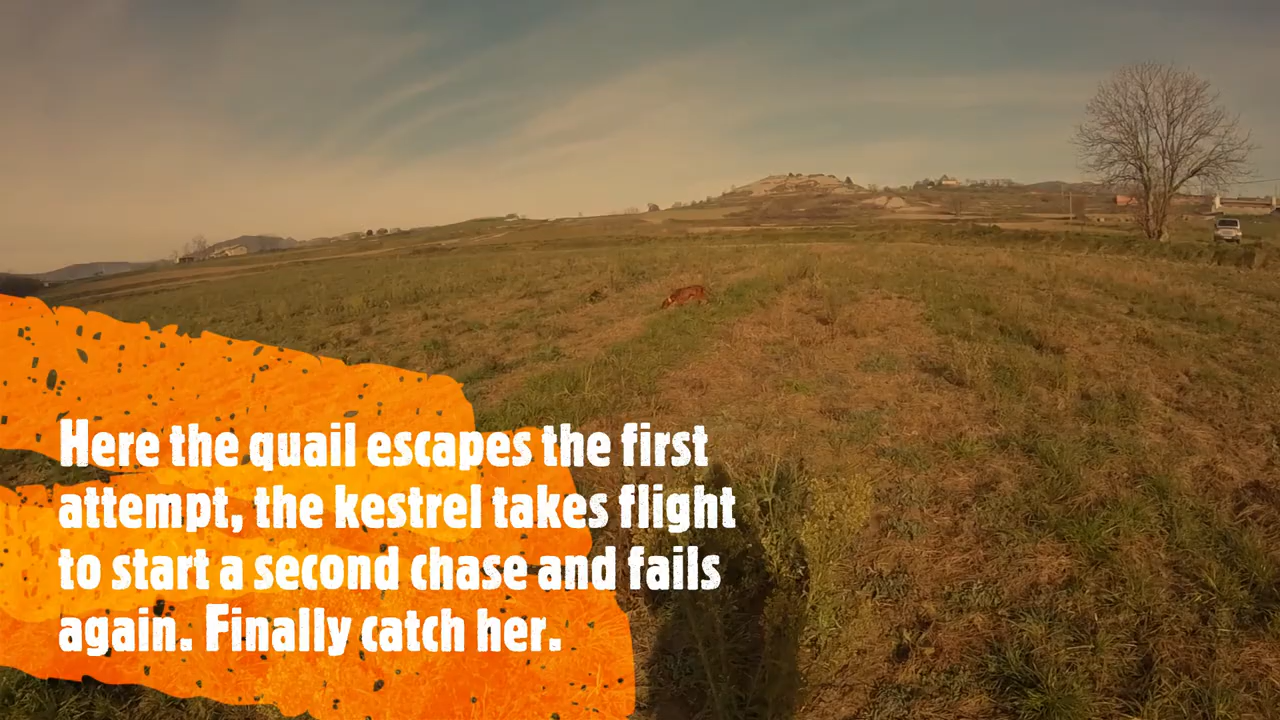 Here the quail escapes the first
attempt, the kestrel takes flight
to start a second chase and fails
again. Finally catch her.